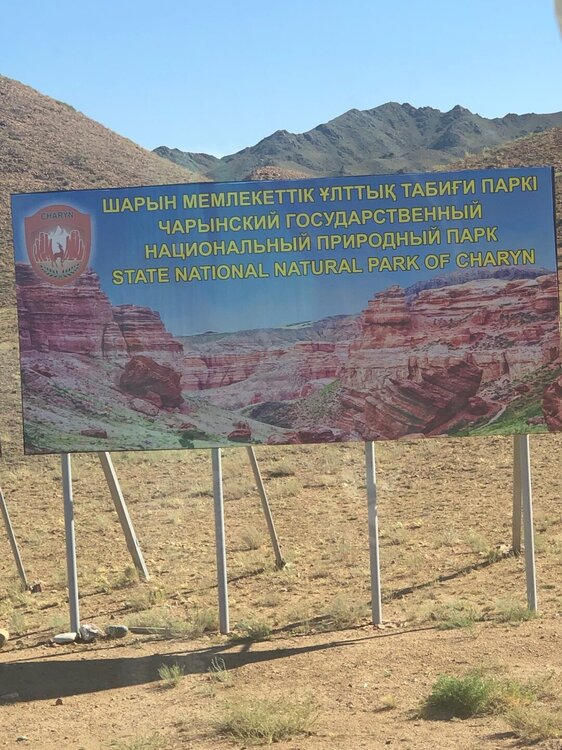 CHARYN
ШАРЫН МЕМЛЕКЕТТІК ҰЛТТЫҚ ТАБИҒИ ПАРКІ
ЧАРЫНСКИЙ ГОСУДАРСТВЕННЫЙ
НАЦИОНАЛЬНЫЙ ПРИРОДНЫЙ ПАРК
STATE NATIONAL NATURAL PARK OF CHARYN